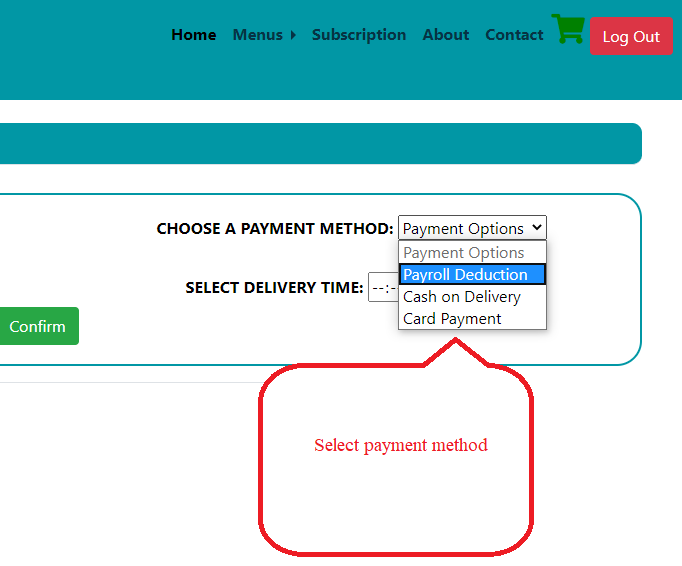 Home Menus Subscription About Contact Log Out
CHOOSE A PAYMENT METHOD: Payment Options
Payment Options
Payroll Deduction
SELECT DELIVERY TIME: --:-
Cash on Delivery
Card Payment
Confirm
Select payment method